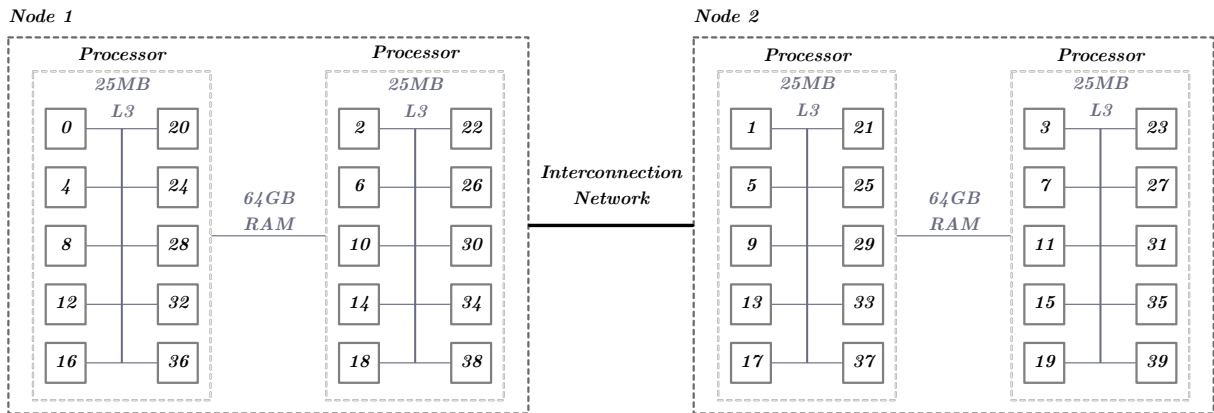 Node 1
Node 2
Processor
Processor
Processor
Processor
25MB
25MB
25MB
25MB
L3
L3
L3
L3
0
20
2
22
1
21
3
23
Interconnection
Network
4
24
6
26
5
25
7
27
64GB
RAM
64GB
RAM
8
28
10
30
9
29
11
31
12
32
14
34
13
33
15
35
16
36
18
38
17
37
19
39